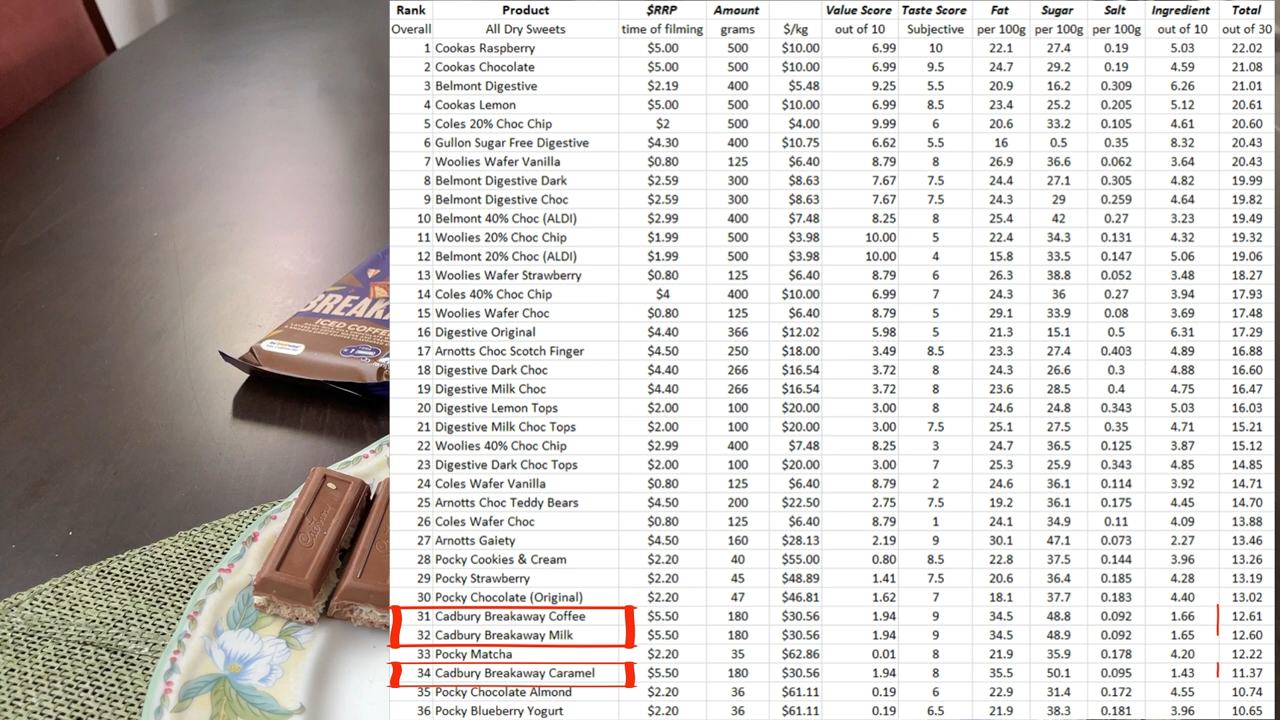 Rank Product $RRP Amount Value Score Taste Score Fat Sugar Salt Ingredient Total
Overall All Dry Sweets time of filming grams $/kg out of 10 Subjective per 100g per 100g per 100g out of 10 out of 30
1 Cookas Raspberry $5.00 500 $10.00 6.99 10 22.1 27.4 0.19 5.03 22.02
2 Cookas Chocolate $5.00 500 $10.00 6.99 9.5 24.7 29.2 0.19 4.59 21.08
3 Belmont Digestive $2.19 400 $5.48 9.25 5.5 20.9 16.2 0.309 6.26 21.01
4 Cookas Lemon $5.00 500 $10.00 6.99 8.5 23.4 25.2 0.205 5.12 20.61
5 Coles 20% Choc Chip $2 500 $4.00 9.99 6 20.6 33.2 0.105 4.61 20.60
6 Gullon Sugar Free Digestive $4.30 400 $10.75 6.62 5.5 16 0.5 0.35 8.32 20.43
7 Woolies Wafer Vanilla $0.80 125 $6.40 8.79 8 26.9 36.6 0.062 3.64 20.43
8 Belmont Digestive Dark $2.59 300 $8.63 7.67 7.5 24.4 27.1 0.305 4.82 19.99
9 Belmont Digestive Choc $2.59 300 $8.63 7.67 7.5 24.3 29 0.259 4.64 19.82
10 Belmont 40% Choc (ALDI) $2.99 400 $7.48 8.25 8 25.4 42 0.27 3.23 19.49
11 Woolies 20% Choc Chip $1.99 500 $3.98 10.00 5 22.4 34.3 0.131 4.32 19.32
12 Belmont 20% Choc (ALDI) $1.99 500 $3.98 10.00 4 15.8 33.5 0.147 5.06 19.06
13 Woolies Wafer Strawberry $0.80 125 $6.40 8.79 6 26.3 38.8 0.052 3.48 18.27
14 Coles 40% Choc Chip $4 400 $10.00 6.99 7 24.3 36 0.27 3.94 17.93
15 Woolies Wafer Choc $0.80 125 $6.40 8.79 5 29.1 33.9 0.08 3.69 17.48
16 Digestive Original $4.40 366 $12.02 5.98 5 21.3 15.1 0.5 6.31 17.29
17 Arnotts Choc Scotch Finger $4.50 250 $18.00 3.49 8.5 23.3 27.4 0.403 4.89 16.88
18 Digestive Dark Choc $4.40 266 $16.54 3.72 8 24.3 26.6 0.3 4.88 16.60
19 Digestive Milk Choc $4.40 266 $16.54 3.72 8 23.6 28.5 0.4 4.75 16.47
20 Digestive Lemon Tops $2.00 100 $20.00 3.00 8 24.6 24.8 0.343 5.03 16.03
21 Digestive Milk Choc Tops $2.00 100 $20.00 3.00 7.5 25.1 27.5 0.35 4.71 15.21
22 Woolies 40% Choc Chip $2.99 400 $7.48 8.25 3 24.7 36.5 0.125 3.87 15.12
23 Digestive Dark Choc Tops $2.00 100 $20.00 3.00 7 25.3 25.9 0.343 4.85 14.85
24 Coles Wafer Vanilla $0.80 125 $6.40 8.79 2 24.6 36.1 0.114 3.92 14.71
25 Arnotts Choc Teddy Bears $4.50 200 $22.50 2.75 7.5 19.2 36.1 0.175 4.45 14.70
26 Coles Wafer Choc $0.80 125 $6.40 8.79 1 24.1 34.9 0.11 4.09 13.88
27 Arnotts Gaiety $4.50 160 $28.13 2.19 9 30.1 47.1 0.073 2.27 13.46
28 Pocky Cookies & Cream $2.20 40 $55.00 0.80 8.5 22.8 37.5 0.144 3.96 13.26
29 Pocky Strawberry $2.20 45 $48.89 1.41 7.5 20.6 36.4 0.185 4.28 13.19
30 Pocky Chocolate (Original) $2.20 47 $46.81 1.62 7 18.1 37.7 0.183 4.40 13.02
31 Cadbury Breakaway Coffee $5.50 180 $30.56 1.94 9 34.5 48.8 0.092 1.66 12.61
32 Cadbury Breakaway Milk $5.50 180 $30.56 1.94 9 34.5 48.9 0.092 1.65 12.60
33 Pocky Matcha $2.20 35 $62.86 0.01 8 21.9 35.9 0.178 4.20 12.22
34 Cadbury Breakaway Caramel $5.50 180 $30.56 1.94 8 35.5 50.1 0.095 1.43 11.37
35 Pocky Chocolate Almond $2.20 36 $61.11 0.19 6 22.9 31.4 0.172 4.55 10.74
36 Pocky Blueberry Yogurt $2.20 36 $61.11 0.19 6.5 21.9 38.3 0.181 3.96 10.65
BREAK
ICED COFFEE
Cadbury